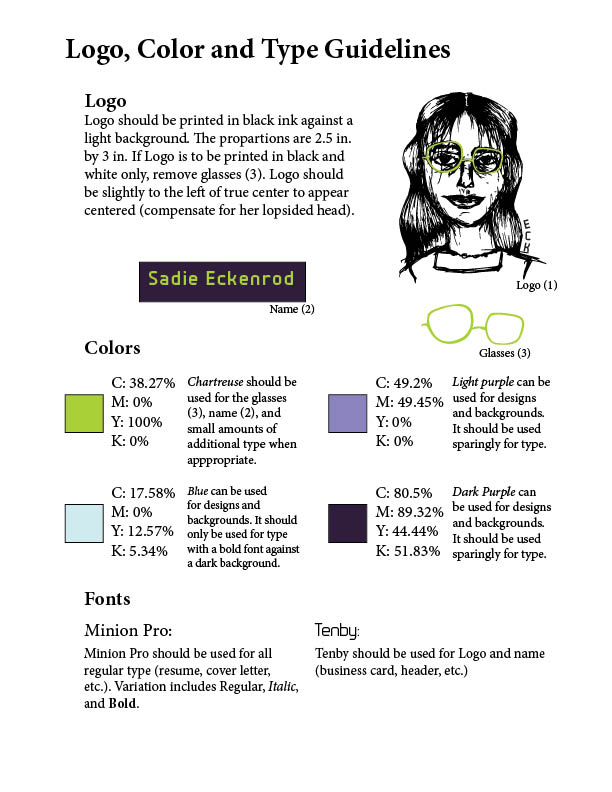 Logo, Color and Type Guidelines
Logo
Logo should be printed in black ink against a
light background. The propartions are 2.5 in.
by 3 in. If Logo is to be printed in black and
white only, remove glasses (3). Logo should
be slightly to the left of true center to appear
centered (compensate for her lopsided head).
ECK
Logo (1)
Sadie Eckenrod
Name (2)
Glasses (3)
Colors
C: 38.27%
M: 0%
Y: 100%
K: 0%
Chartreuse should be
used for the glasses
(3), name (2), and
small amounts of
additional type when
apppropriate.
C: 49.2%
M: 49.45%
Y: 0%
K: 0%
Light purple can be
used for designs
and backgrounds.
It should be used
sparingly for type.
C: 17.58%
M: 0%
Y: 12.57%
K: 5.34%
Blue can be used
for designs and
backgrounds. It should
only be used for type
with a bold font against
a dark background.
C: 80.5%
M: 89.32%
Y: 44.44%
K: 51.83%
Dark Purple can
be used for designs
and backgrounds.
It should be used
sparingly for type.
Fonts
Minion Pro:
Minion Pro should be used for all
regular type (resume, cover letter,
etc.). Variation includes Regular, Italic,
and Bold.
Tenby:
Tenby should be used for Logo and name
(business card, header, etc.)